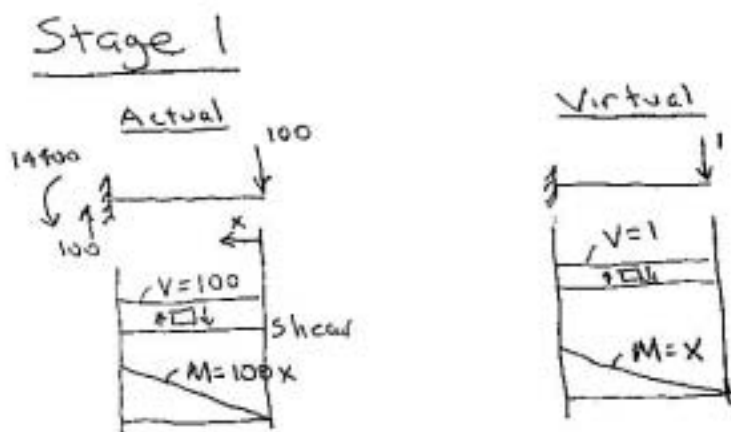 Stage 1
Actual
14400
100
100
x
V=100
Shear
M=100x
Virtual
1
V=1
M=x